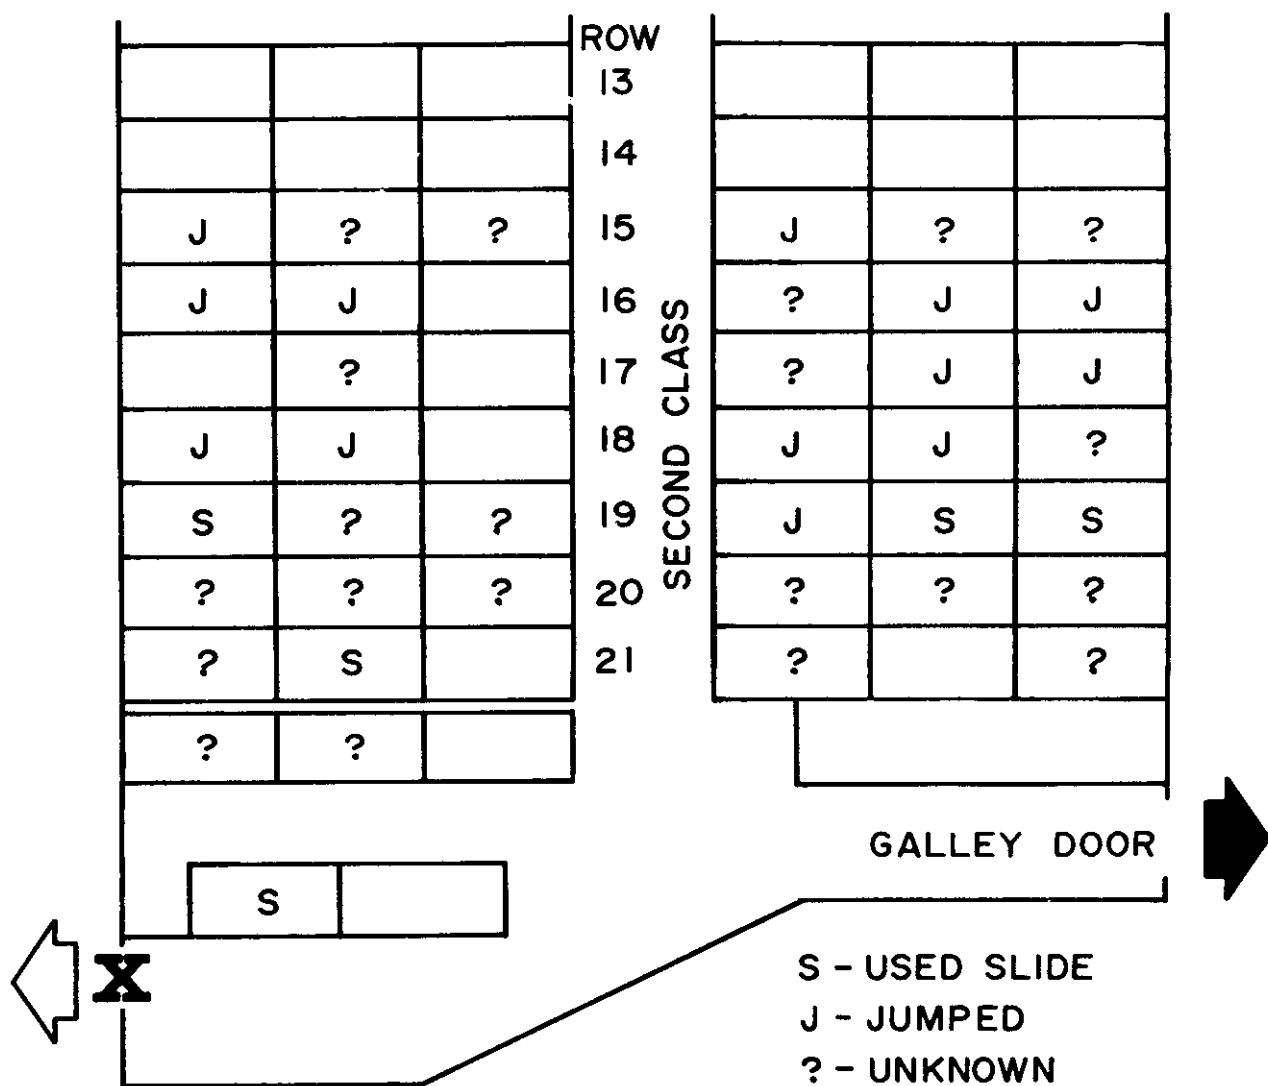 ROW
13
14
J ? ? 15 J ? ?
J J 16 ? J J
? 17 ? J J
J J 18 J J ?
S ? ? 19 J S S
? ? ? 20 ? ? ?
? S 21 ? ?
SECOND CLASS
? ?
GALLEY DOOR
S
X
S - USED SLIDE
J - JUMPED
? - UNKNOWN